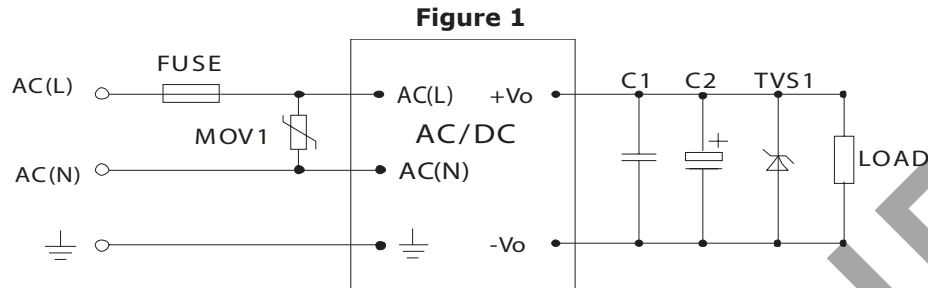 Figure 1
FUSE
AC(L)
MOV1
AC(N)
AC(L)
+Vo
AC/DC
AC(N)
-Vo
C1
C2
TVS1
+
LOAD